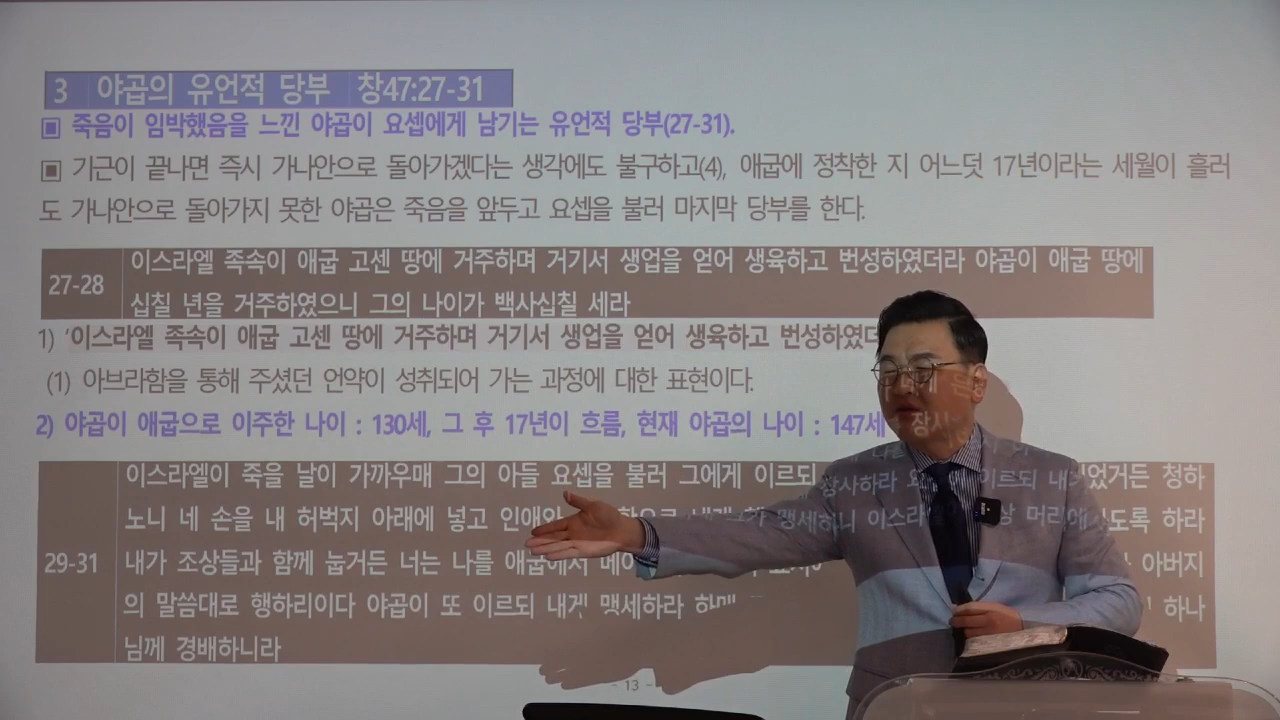 3 야곱의 유언적 당부 창47:27-31
▣ 죽음이 임박했음을 느낀 야곱이 요셉에게 남기는 유언적 당부(27-31).
▣ 기근이 끝나면 즉시 가나안으로 돌아가겠다는 생각에도 불구하고(4), 애굽에 정착한 지 어느덧 17년이라는 세월이 흘러
도 가나안으로 돌아가지 못한 야곱은 죽음을 앞두고 요셉을 불러 마지막 당부를 한다.
27-28
이스라엘 족속이 애굽 고센 땅에 거주하며 거기서 생업을 얻어 생육하고 번성하였더라 야곱이 애굽 땅에
십칠 년을 거주하였으니 그의 나이가 백사십칠 세라
1) ‘이스라엘 족속이 애굽 고센 땅에 거주하며 거기서 생업을 얻어 생육하고 번성하였더
(1) 아브라함을 통해 주셨던 언약이 성취되어 가는 과정에 대한 표현이다.
2) 야곱이 애굽으로 이주한 나이 : 130세, 그 후 17년이 흐름, 현재 야곱의 나이 : 147세
29-31
이스라엘이 죽을 날이 가까우매 그의 아들 요셉을 불러 그에게 이르되 입었거든 청하
노니 네 손을 내 허벅지 아래에 넣고 도록 하라
내가 조상들과 함께 눕거든 너는 나를 애굽에서 아버지
의 말씀대로 행하리이다 야곱이 또 이르되 내게 맹세하라 하매 하나
님께 경배하니라
- 13 -